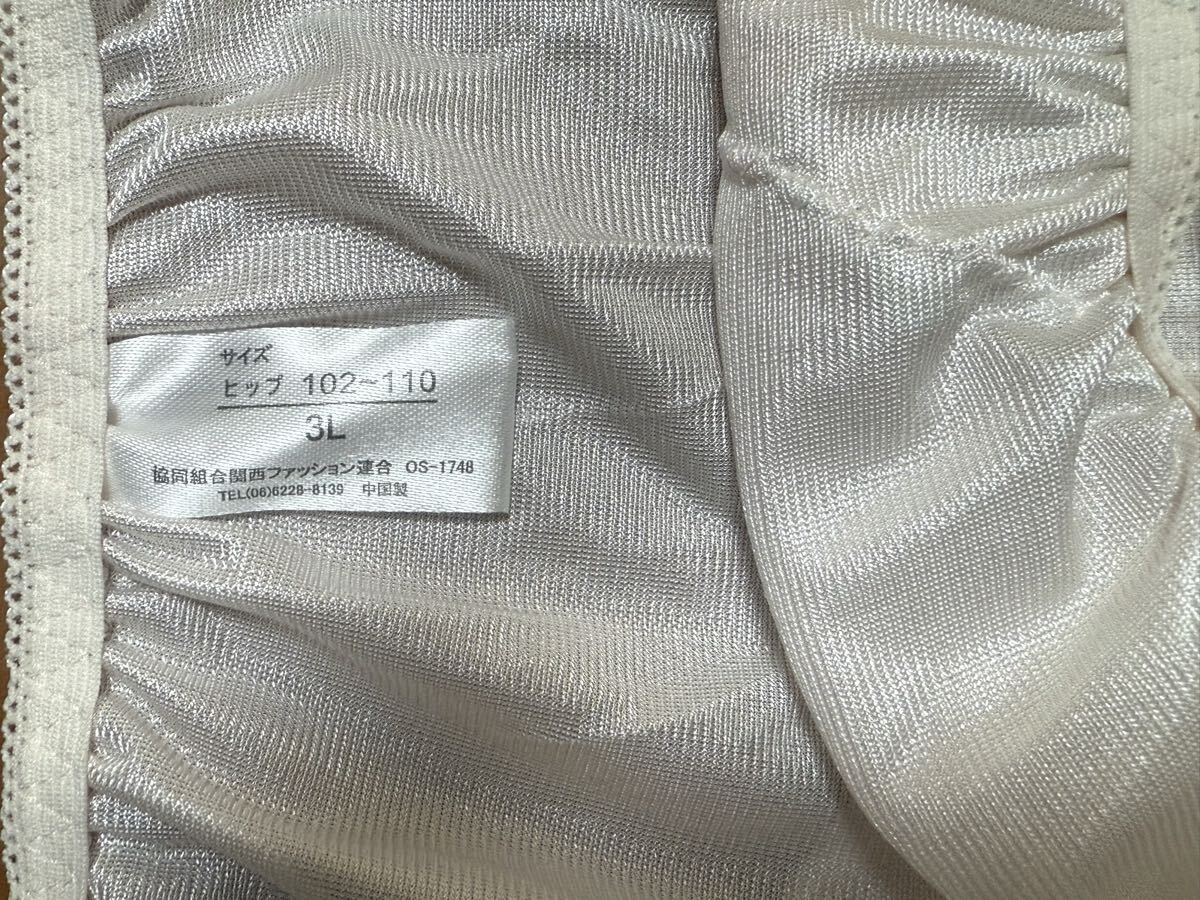 サイズ
ヒップ 102~110
3L
協同組合関西ファッション連合 OS-1748
TEL(06)6228-8139 中国製